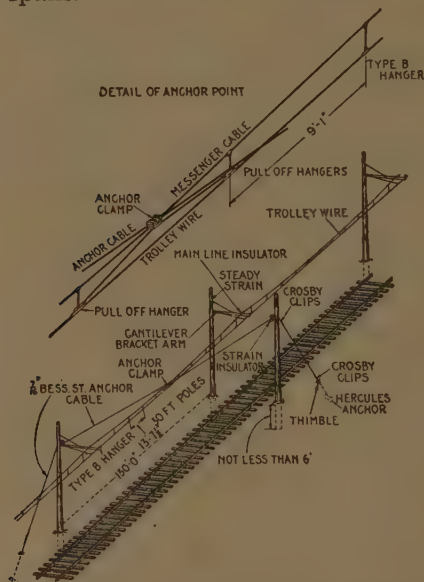 DETAIL OF ANCHOR POINT
TYPE B
HANGER
9'-1"
MESSENGER CABLE
PULL OFF HANGERS
ANCHOR
CLAMP
ANCHOR CABLE
TROLLEY WIRE
TROLLEY WIRE
MAIN LINE INSULATOR
PULL OFF HANGER
STEADY
STRAIN
CROSBY
CLIPS
CANTILEVER
BRACKET ARM
ANCHOR
CLAMP
STRAIN
INSULATOR
CROSBY
CLIPS
BESS. ST. ANCHOR
CABLE
HERCULES
ANCHOR
THIMBLE
TYPE B HANGER
FT POLES
150'-0"
NOT LESS THAN 6'